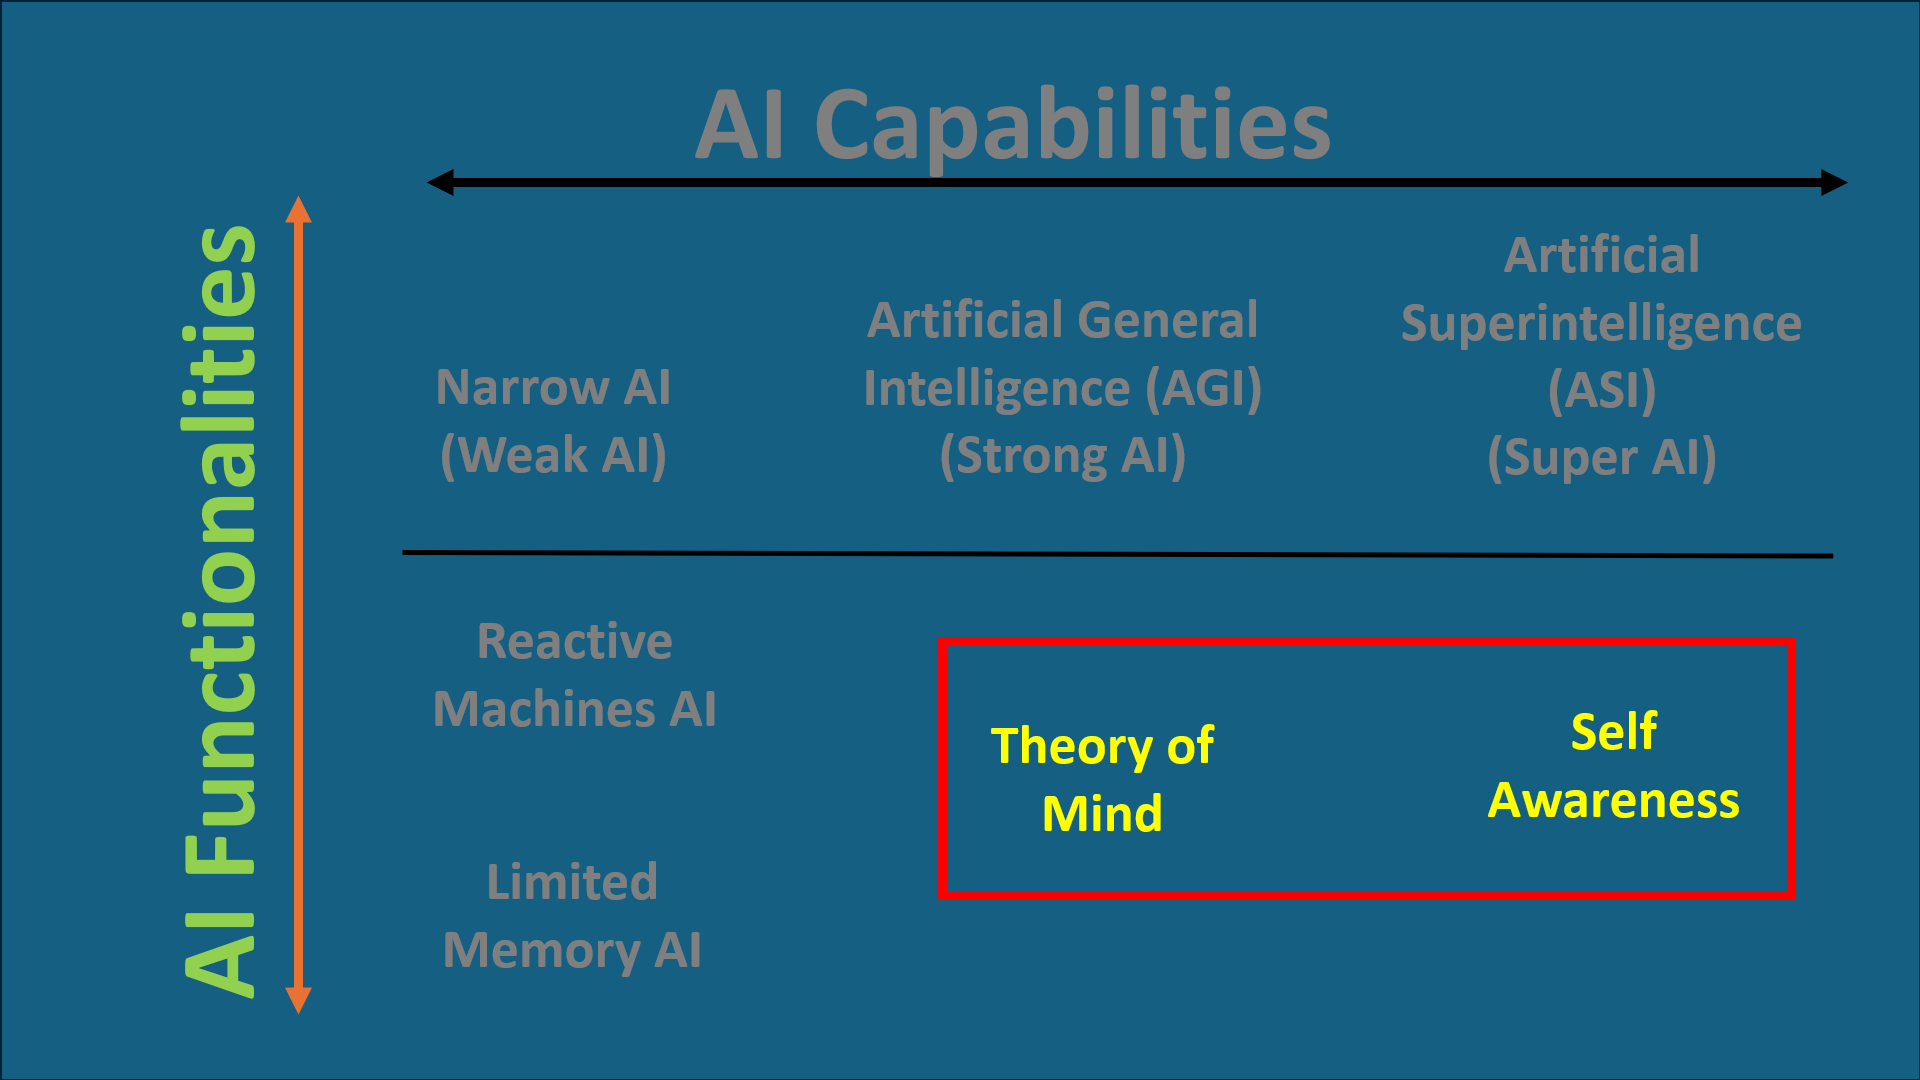 AI Capabilities
AI Functionalities
Narrow AI
(Weak AI)
Artificial General
Intelligence (AGI)
(Strong AI)
Artificial
Superintelligence
(ASI)
(Super AI)
Reactive
Machines AI
Limited
Memory AI
Theory of
Mind
Self
Awareness